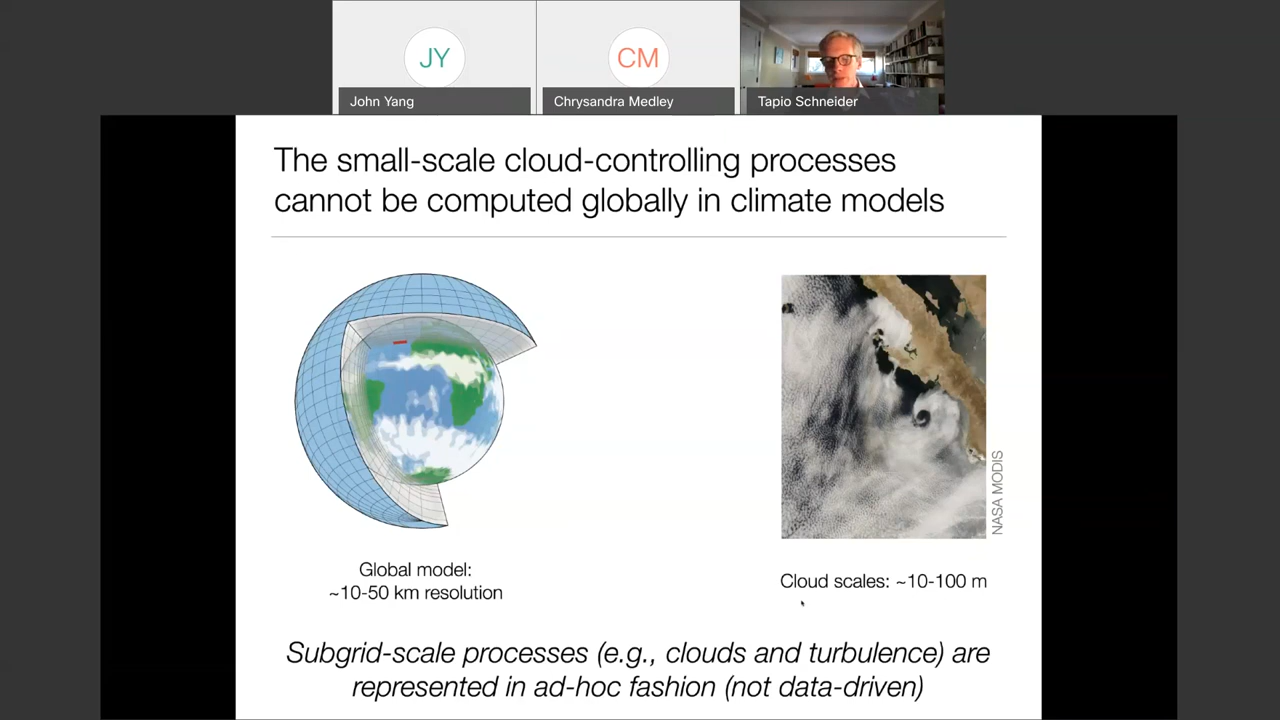 JY
CM
John Yang
Chrysandra Medley
Tapio Schneider
The small-scale cloud-controlling processes
cannot be computed globally in climate models
NASA MODIS
Global model:
~10-50 km resolution
Cloud scales: ~10-100 m
Subgrid-scale processes (e.g., clouds and turbulence) are
represented in ad-hoc fashion (not data-driven)